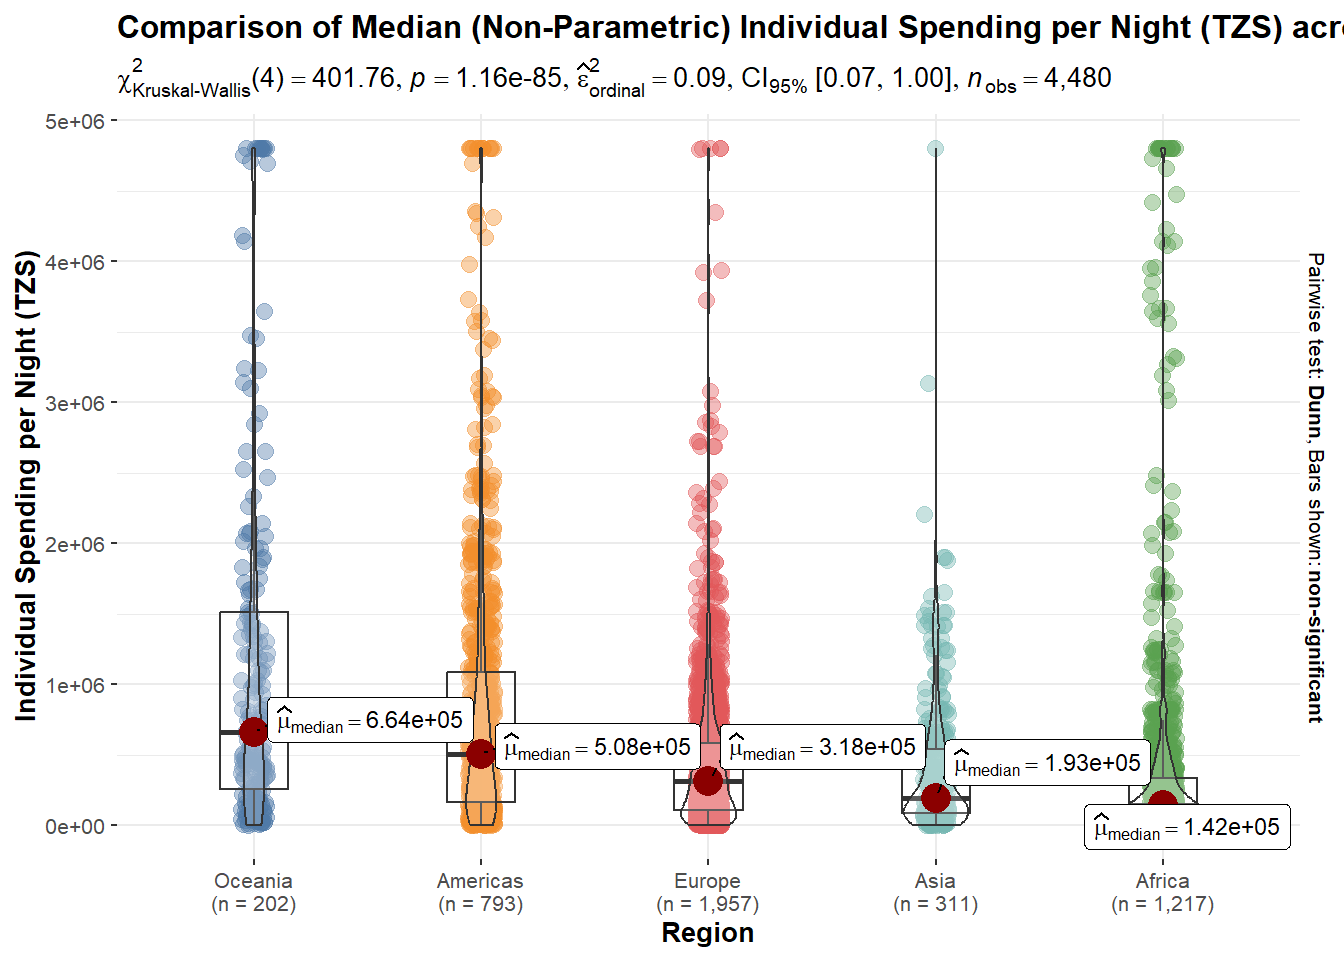 Comparison of Median (Non-Parametric) Individual Spending per Night (TZS) acr
χ²Kruskal-Wallis(4) = 401.76, p = 1.16e-85, ε̂²ordinal = 0.09, CI95% [0.07, 1.00], nobs = 4,480
Individual Spending per Night (TZS)
5e+06
4e+06
3e+06
2e+06
1e+06
0e+00
μ̂median = 6.64e+05
μ̂median = 5.08e+05
μ̂median = 3.18e+05
μ̂median = 1.93e+05
μ̂median = 1.42e+05
Pairwise test: Dunn, Bars shown: non-significant
Oceania
(n = 202)
Americas
(n = 793)
Europe
(n = 1,957)
Asia
(n = 311)
Africa
(n = 1,217)
Region